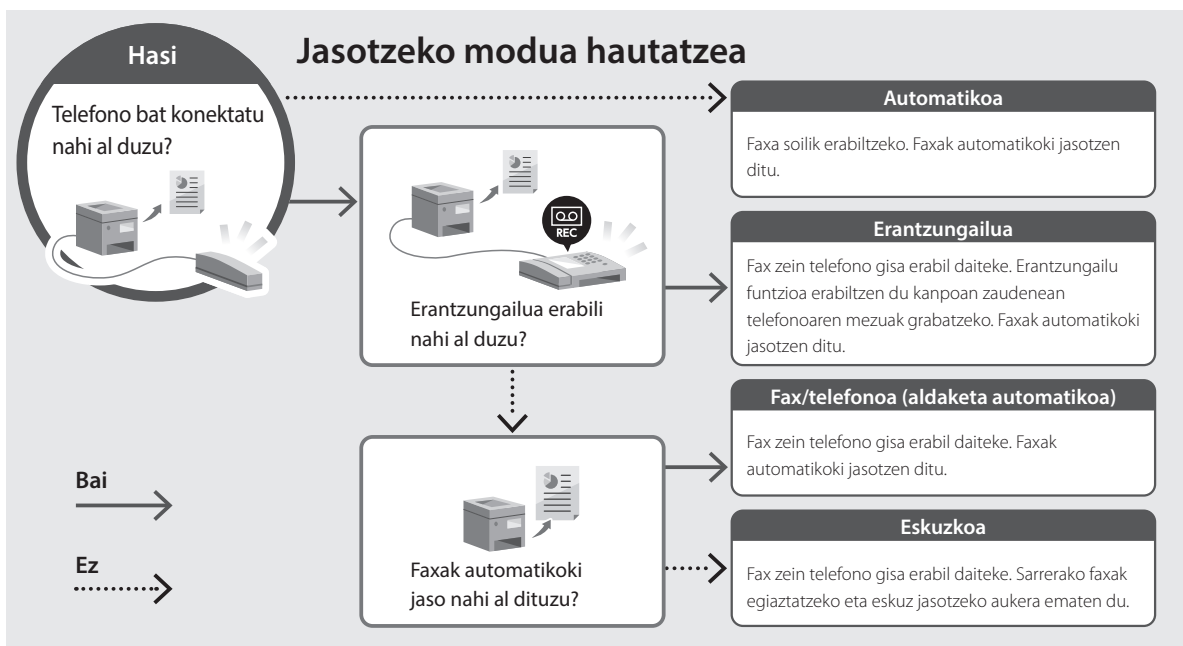 Jasotzeko modua hautatzea
Hasi
Telefono bat konektatu
nahi al duzu?
REC
Erantzungailua erabili
nahi al duzu?
Faxak automatikoki
jaso nahi al dituzu?
Automatikoa
Faxa soilik erabiltzeko. Faxak automatikoki jasotzen
ditu.
Erantzungailua
Fax zein telefono gisa erabil daiteke. Erantzungailu
funtzioa erabiltzen du kanpoan zaudenean
telefonoaren mezuak grabatzeko. Faxak automatikoki
jasotzen ditu.
Fax/telefonoa (aldaketa automatikoa)
Fax zein telefono gisa erabil daiteke. Faxak
automatikoki jasotzen ditu.
Eskuzkoa
Fax zein telefono gisa erabil daiteke. Sarrerako faxak
egiaztatzeko eta eskuz jasotzeko aukera ematen du.
Bai
Ez